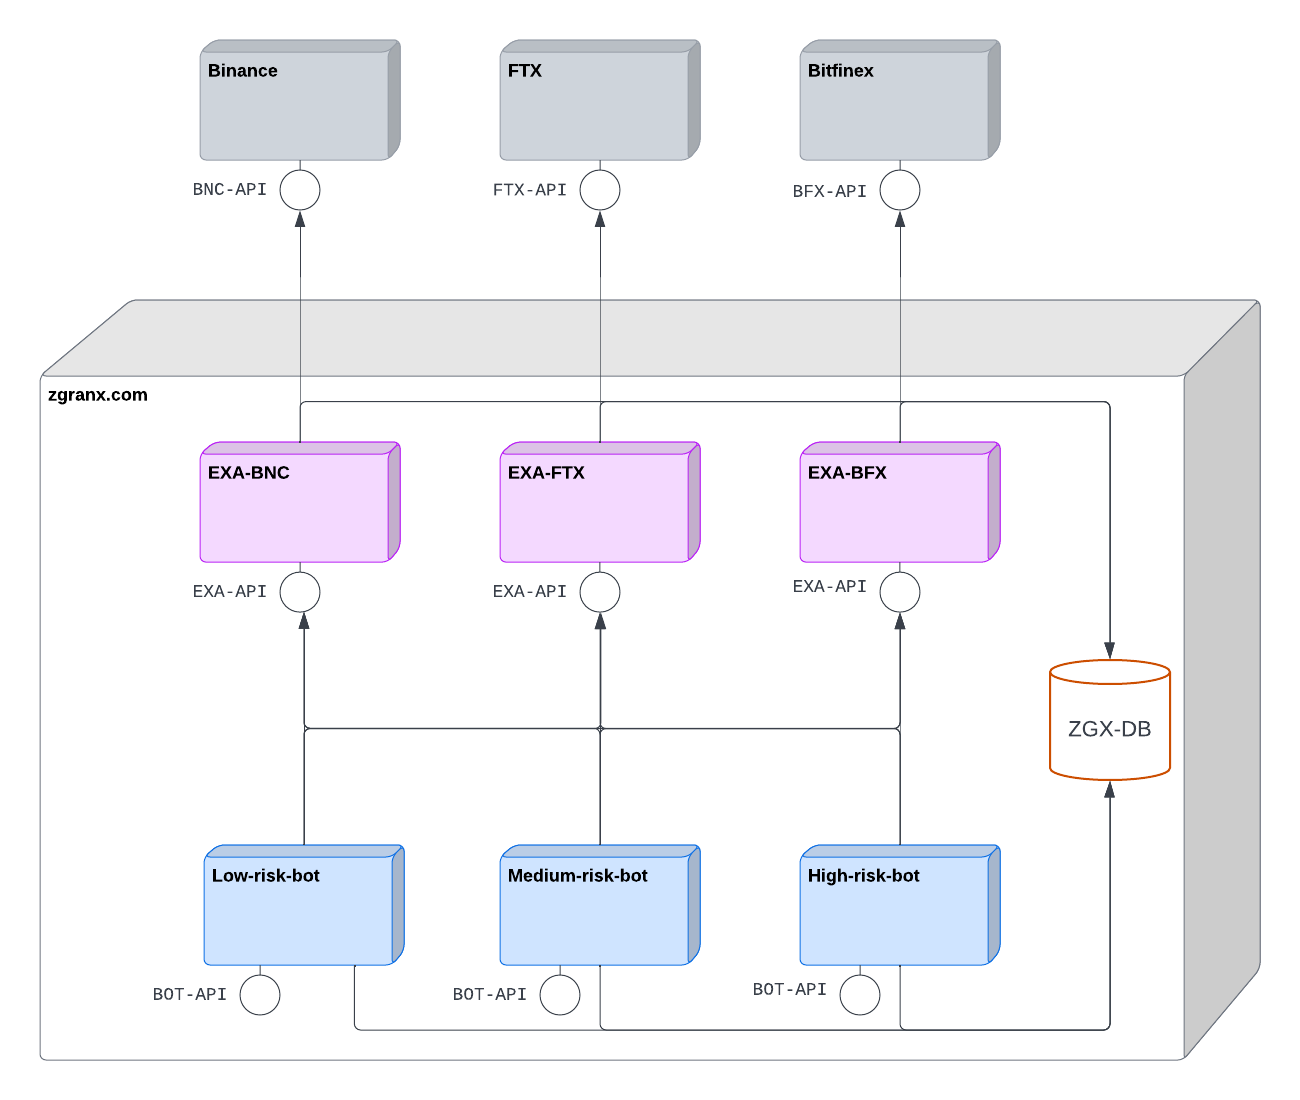 Binance
FTX
Bitfinex
BNC-API
FTX-API
BFX-API
zgranx.com
EXA-BNC
EXA-FTX
EXA-BFX
EXA-API
EXA-API
EXA-API
ZGX-DB
Low-risk-bot
Medium-risk-bot
High-risk-bot
BOT-API
BOT-API
BOT-API